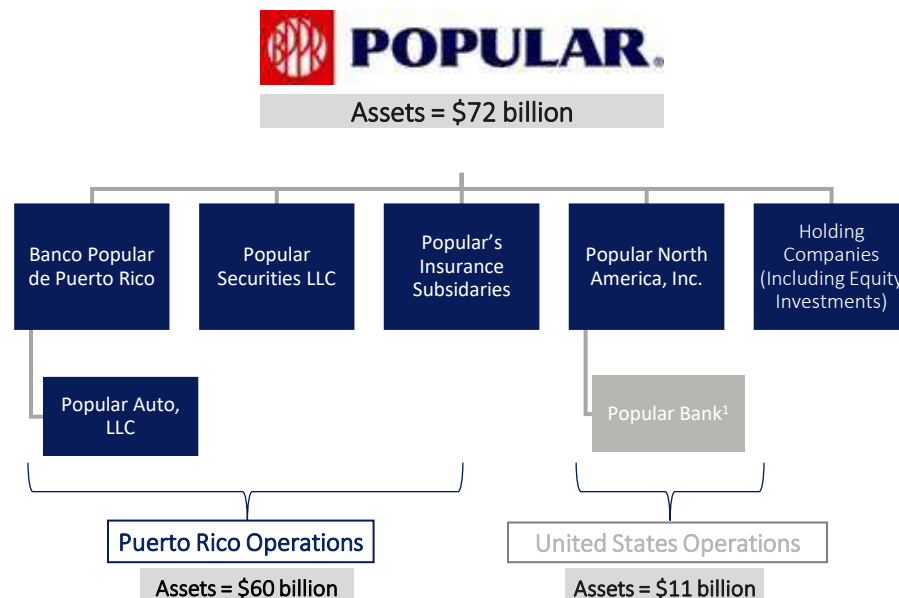 BPPR POPULAR®
Assets = $72 billion
Banco Popular
de Puerto Rico
Popular
Securities LLC
Popular’s
Insurance
Subsidaries
Popular North
America, Inc.
Holding
Companies
(Including Equity
Investments)
Popular Auto,
LLC
Popular Bank¹
Puerto Rico Operations
United States Operations
Assets = $60 billion
Assets = $11 billion